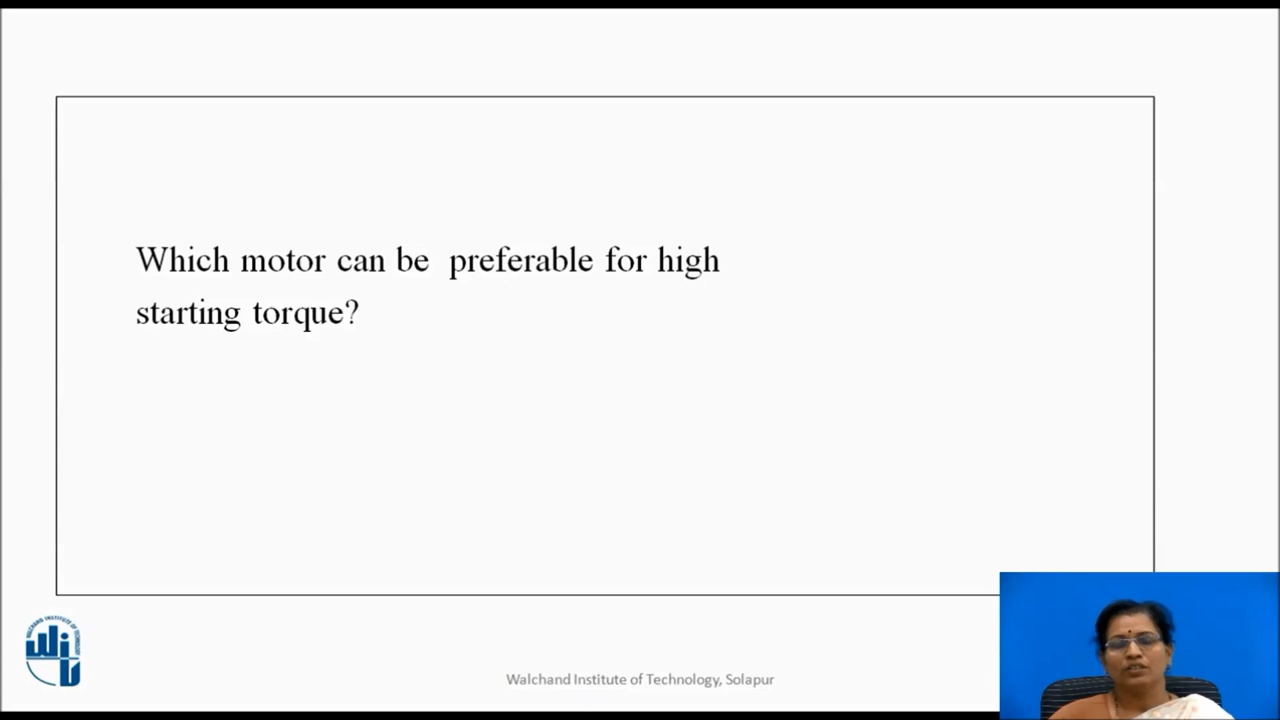 Which motor can be  preferable for high
starting torque?
Walchand Institute of Technology, Solapur